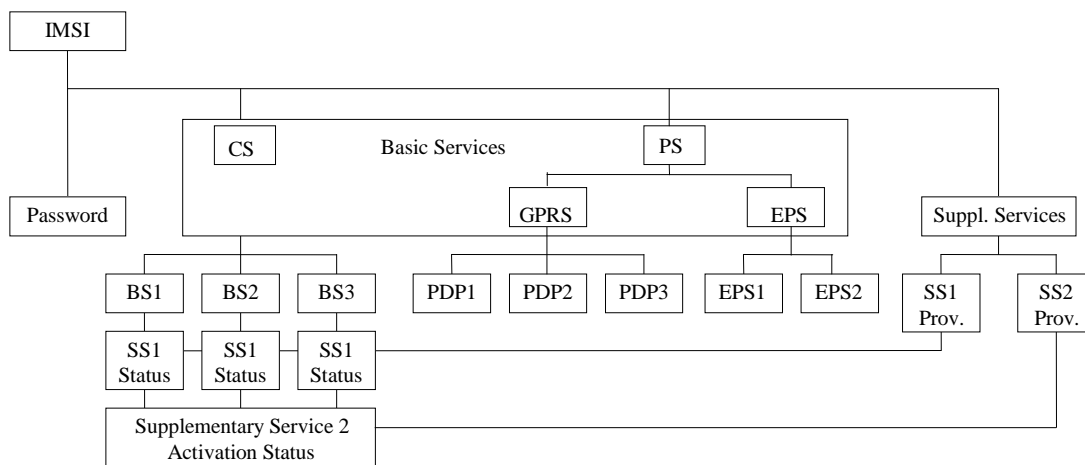 IMSI
CS
Basic Services
PS
Password
GPRS
EPS
Suppl. Services
BS1
BS2
BS3
PDP1
PDP2
PDP3
EPS1
EPS2
SS1
Prov.
SS2
Prov.
SS1
Status
SS1
Status
SS1
Status
Supplementary Service 2
Activation Status